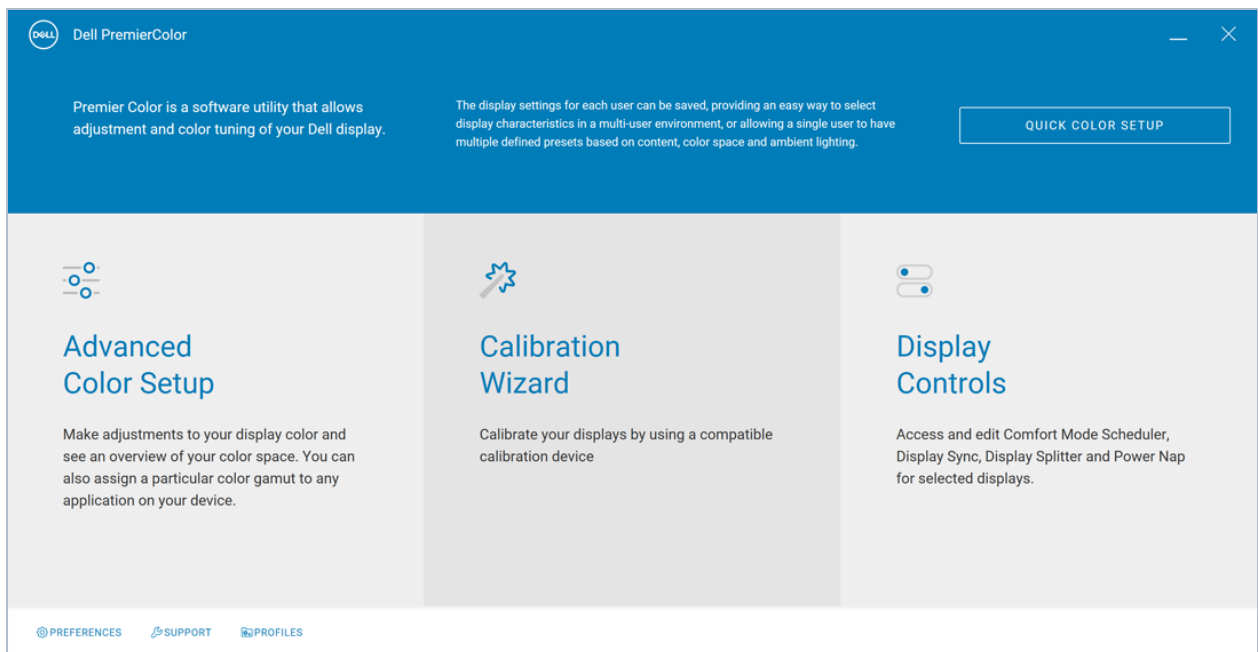 DELL
Dell PremierColor
Premier Color is a software utility that allows
adjustment and color tuning of your Dell display.
The display settings for each user can be saved, providing an easy way to select
display characteristics in a multi-user environment, or allowing a single user to have
multiple defined presets based on content, color space and ambient lighting.
QUICK COLOR SETUP
Advanced
Color Setup
Make adjustments to your display color and
see an overview of your color space. You can
also assign a particular color gamut to any
application on your device.
Calibration
Wizard
Calibrate your displays by using a compatible
calibration device
Display
Controls
Access and edit Comfort Mode Scheduler,
Display Sync, Display Splitter and Power Nap
for selected displays.
PREFERENCES
SUPPORT
PROFILES